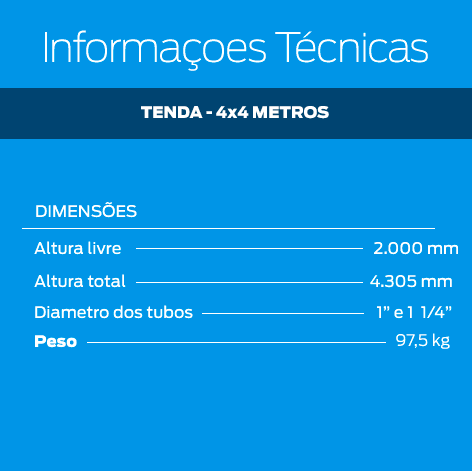 Informaçoes Técnicas
TENDA - 4x4 METROS
DIMENSÕES
Altura livre 2.000 mm
Altura total 4.305 mm
Diametro dos tubos 1” e 1 1/4”
Peso 97,5 kg